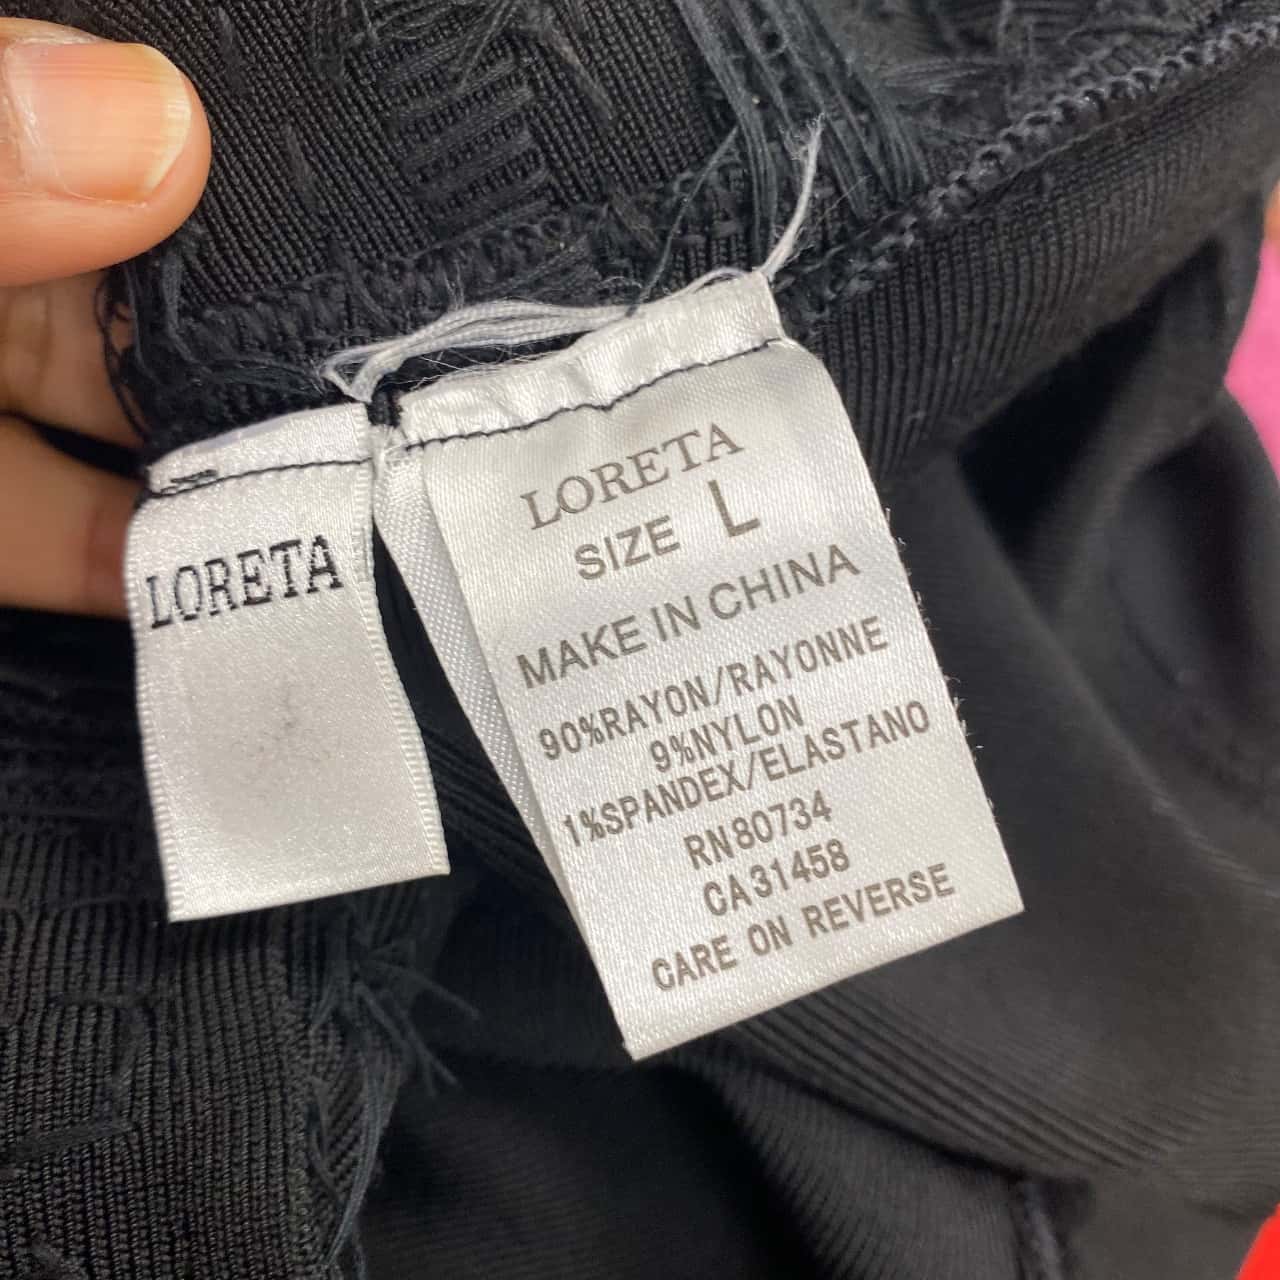 LORETA
LORETA
SIZE L
MAKE IN CHINA
90%RAYON/RAYONNE
9%NYLON
1%SPANDEX/ELASTANO
RN80734
CA31458
CARE ON REVERSE